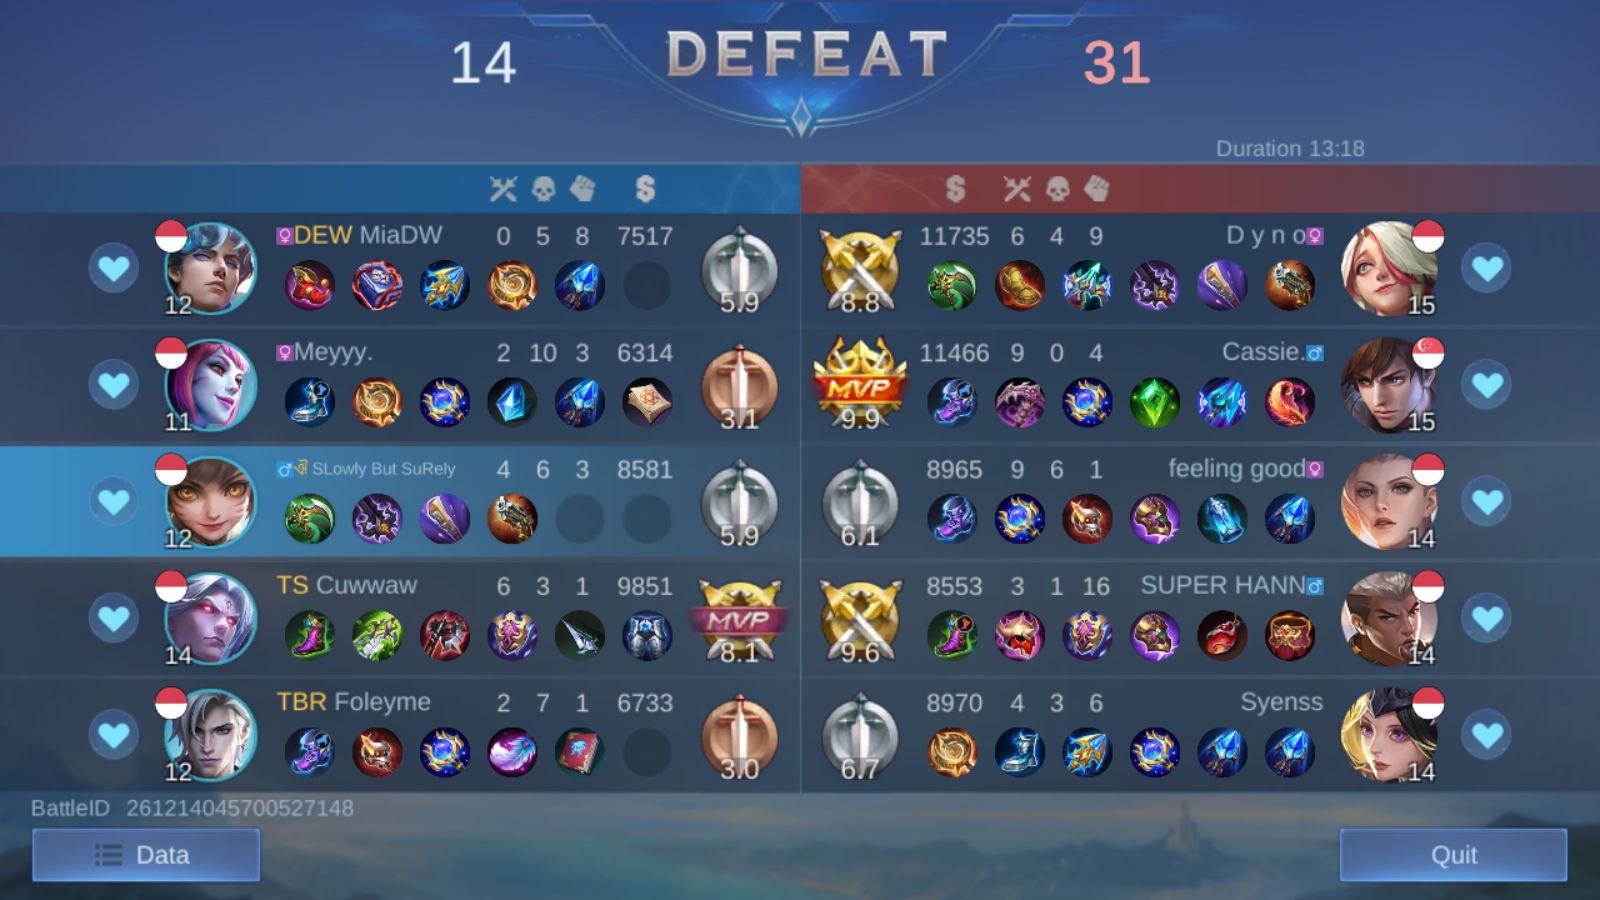 14 DEFEAT 31
Duration 13:18
DEW MiaDW 0 5 8 7517 5.9
12
11735 6 4 9 D y n o 8.8
15
Meyyy. 2 10 3 6314 3.1
11
MVP 9.9 11466 9 0 4 Cassie.
15
SLowly But SuRely 4 6 3 8581 5.9
12
6.1 8965 9 6 1 feeling good
14
TS Cuwwaw 6 3 1 9851 MVP 8.1
14
9.6 8553 3 1 16 SUPER HANN
14
TBR Foleyme 2 7 1 6733 3.0
12
6.7 8970 4 3 6 Syenss
14
BattleID 261214045700527148
Data
Quit